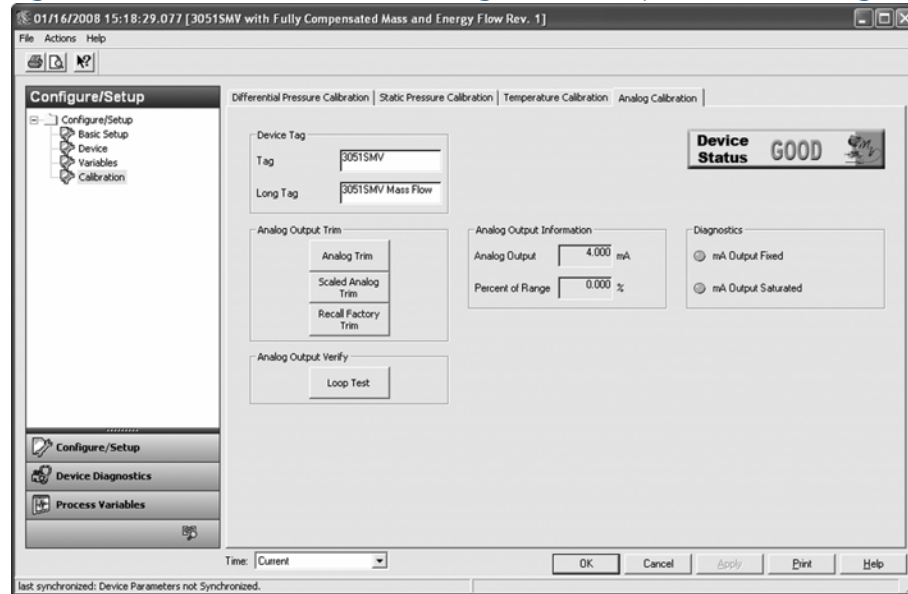 01/16/2008 15:18:29.077 [3051SMV with Fully Compensated Mass and Energy Flow Rev. 1]
File Actions Help
Configure/Setup
Configure/Setup
Basic Setup
Device
Variables
Calibration
Configure/Setup
Device Diagnostics
Process Variables
Differential Pressure Calibration Static Pressure Calibration Temperature Calibration Analog Calibration
Device Tag
Tag 3051SMV
Long Tag 3051SMV Mass Flow
Device Status GOOD
Analog Output Trim
Analog Trim
Scaled Analog Trim
Recall Factory Trim
Analog Output Information
Analog Output 4.000 mA
Percent of Range 0.000 %
Diagnostics
mA Output Fixed
mA Output Saturated
Analog Output Verify
Loop Test
Time: Current
OK Cancel Apply Print Help
last synchronized: Device Parameters not Synchronized.